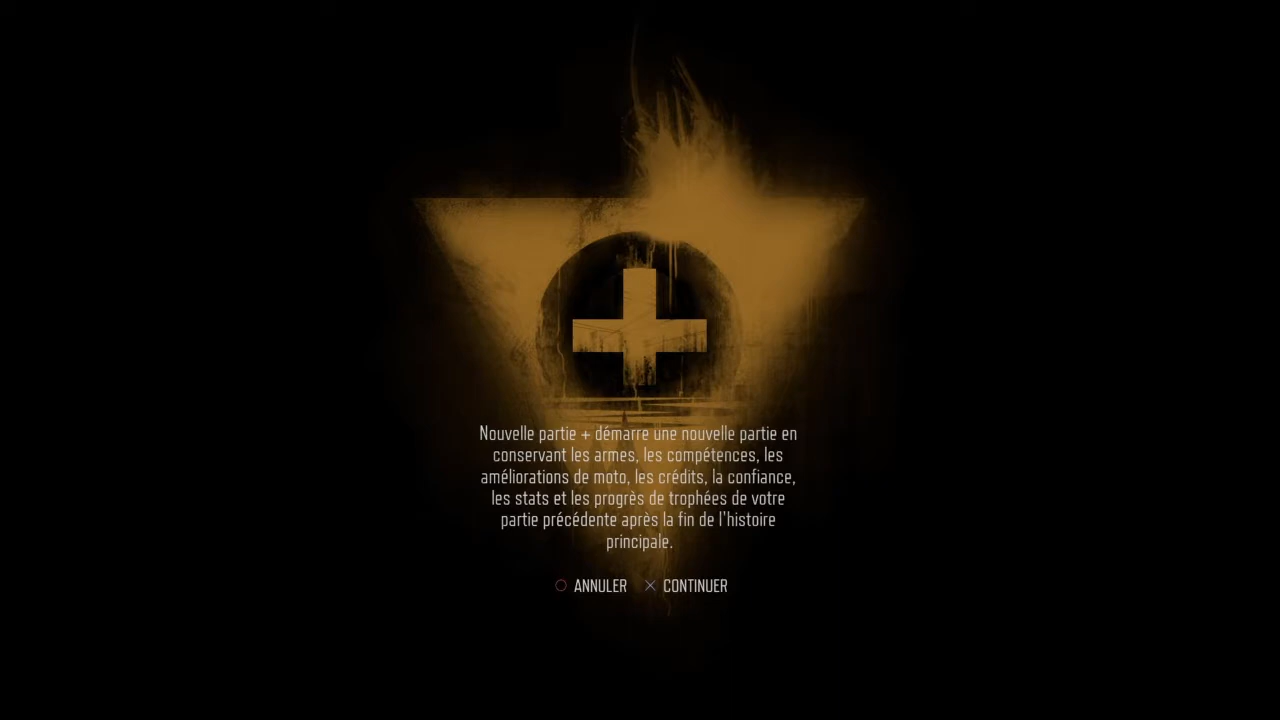 Nouvelle partie + démarre une nouvelle partie en
conservant les armes, les compétences, les
améliorations de moto, les crédits, la confiance,
les stats et les progrès de trophées de votre
partie précédente après la fin de l'histoire
principale.
ANNULER CONTINUER